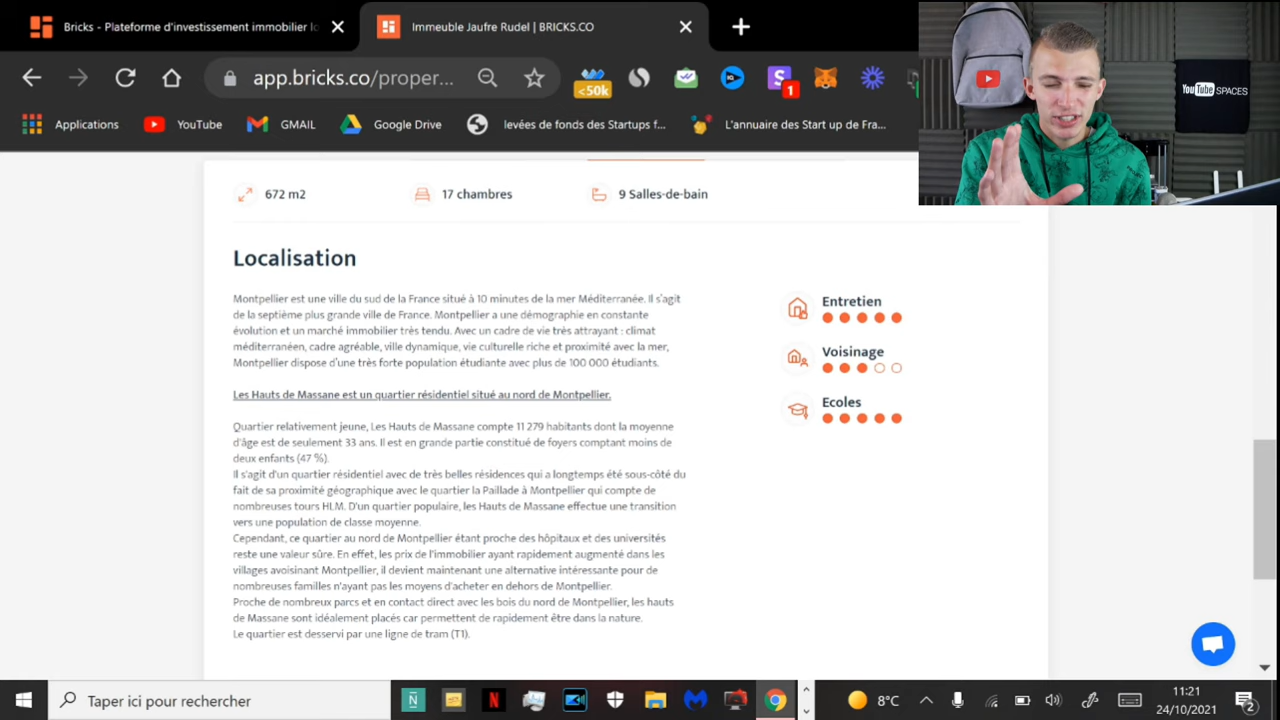 Bricks - Plateforme d'investissement immobilier l
Immeuble Jaufre Rudel | BRICKS.CO
app.bricks.co/proper...
<50k
1
YouTube SPACES
Applications
YouTube
GMAIL
Google Drive
levées de fonds des Startups f...
L'annuaire des Start up de Fra...
672 m2
17 chambres
9 Salles-de-bain
Localisation
Montpellier est une ville du sud de la France situé à 10 minutes de la mer Méditerranée. Il s'agit
de la septième plus grande ville de France. Montpellier a une démographie en constante
évolution et un marché immobilier très tendu. Avec un cadre de vie très attrayant : climat
méditerranéen, cadre agréable, ville dynamique, vie culturelle riche et proximité avec la mer,
Montpellier dispose d'une très forte population étudiante avec plus de 100 000 étudiants.
Les Hauts de Massane est un quartier résidentiel situé au nord de Montpellier.
Quartier relativement jeune, Les Hauts de Massane compte 11 279 habitants dont la moyenne
d'âge est de seulement 33 ans. Il est en grande partie constitué de foyers comptant moins de
deux enfants (47 %).
Il s'agit d'un quartier résidentiel avec de très belles résidences qui a longtemps été sous-côté du
fait de sa proximité géographique avec le quartier la Paillade à Montpellier qui compte de
nombreuses tours HLM. D'un quartier populaire, les Hauts de Massane effectue une transition
vers une population de classe moyenne.
Cependant, ce quartier au nord de Montpellier étant proche des hôpitaux et des universités
reste une valeur sûre. En effet, les prix de l'immobilier ayant rapidement augmenté dans les
villages avoisinant Montpellier, il devient maintenant une alternative intéressante pour de
nombreuses familles n'ayant pas les moyens d'acheter en dehors de Montpellier.
Proche de nombreux parcs et en contact direct avec les bois du nord de Montpellier, les hauts
de Massane sont idéalement placés car permettent de rapidement être dans la nature.
Le quartier est desservi par une ligne de tram (T1).
Entretien
Voisinage
Ecoles
Taper ici pour rechercher
8°C
11:21
24/10/2021
2